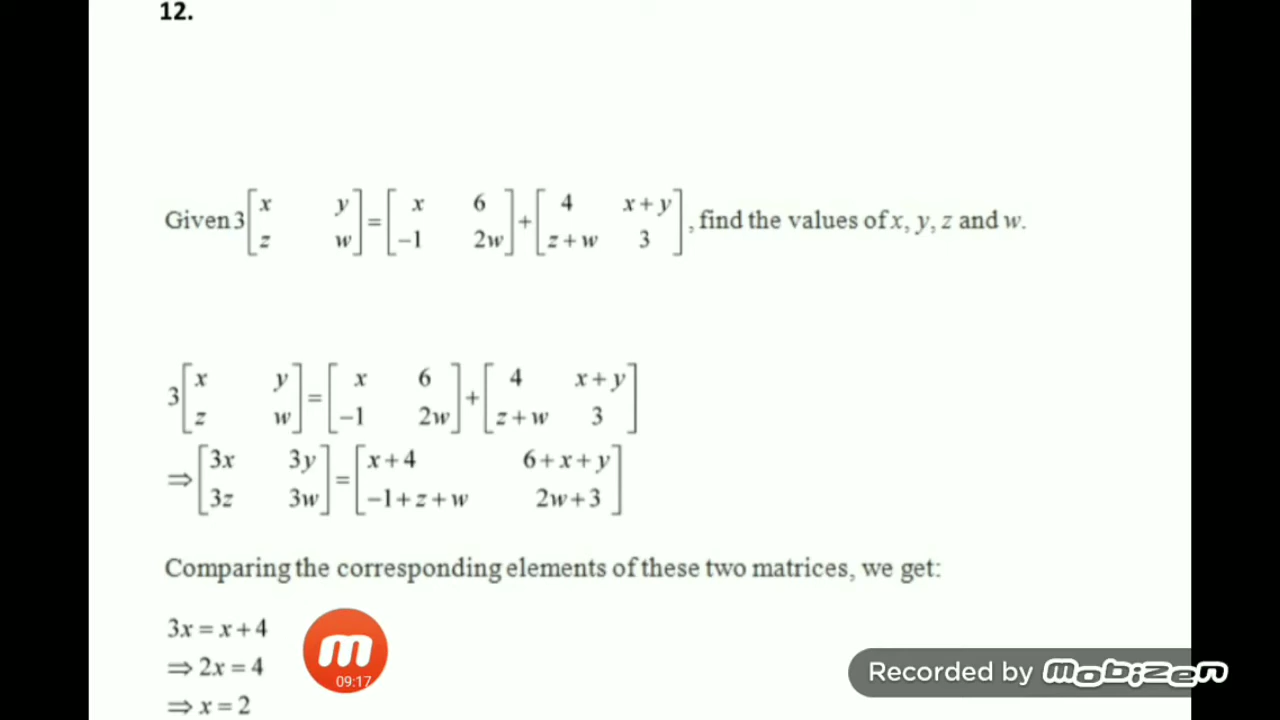 12.
Given 3 [x y; z w] = [x 6; −1 2w] + [4 x+y; z+w 3], find the values of x, y, z and w.
3 [x y; z w] = [x 6; −1 2w] + [4 x+y; z+w 3]
⇒ [3x 3y; 3z 3w] = [x+4 6+x+y; −1+z+w 2w+3]
Comparing the corresponding elements of these two matrices, we get:
3x = x+4
⇒ 2x = 4
⇒ x = 2
m
09:17
Recorded by mobizen